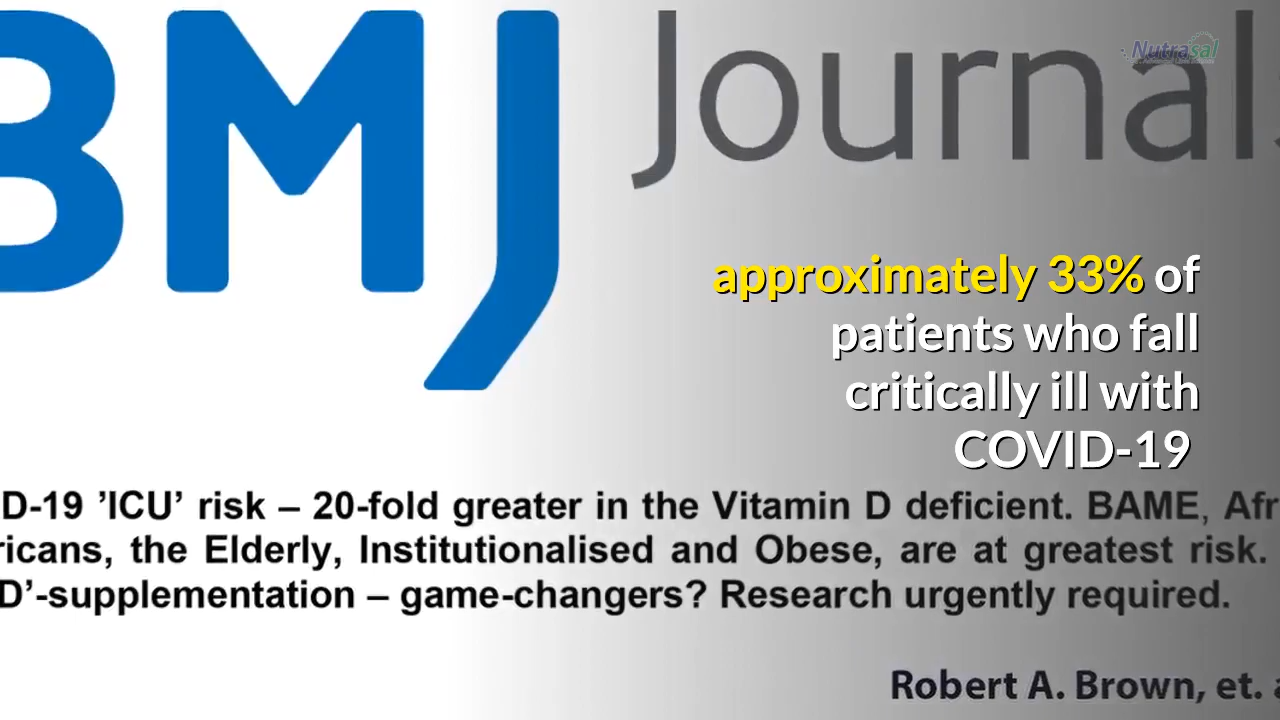 BMJ Journals
Nutrasal
approximately 33% of
patients who fall
critically ill with
COVID-19
D-19 ’ICU’ risk – 20-fold greater in the Vitamin D deficient. BAME, Afr
ricans, the Elderly, Institutionalised and Obese, are at greatest risk.
D’-supplementation – game-changers? Research urgently required.
Robert A. Brown, et. a